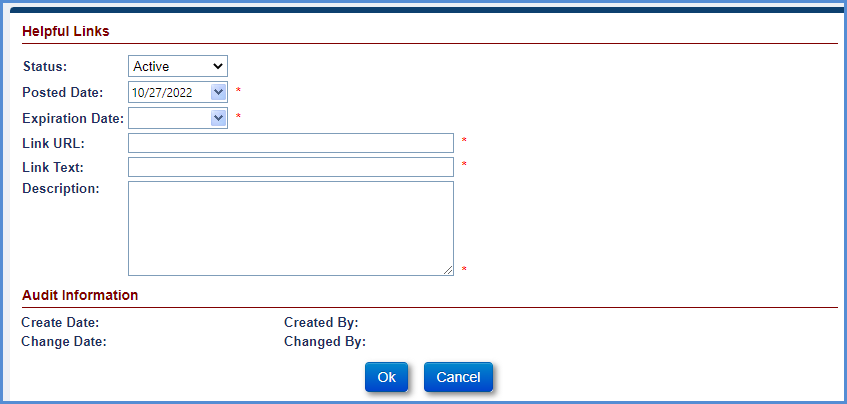 Helpful Links
Status: Active
Posted Date: 10/27/2022 *
Expiration Date: *
Link URL: *
Link Text: *
Description: *
Audit Information
Create Date: Created By:
Change Date: Changed By:
Ok Cancel